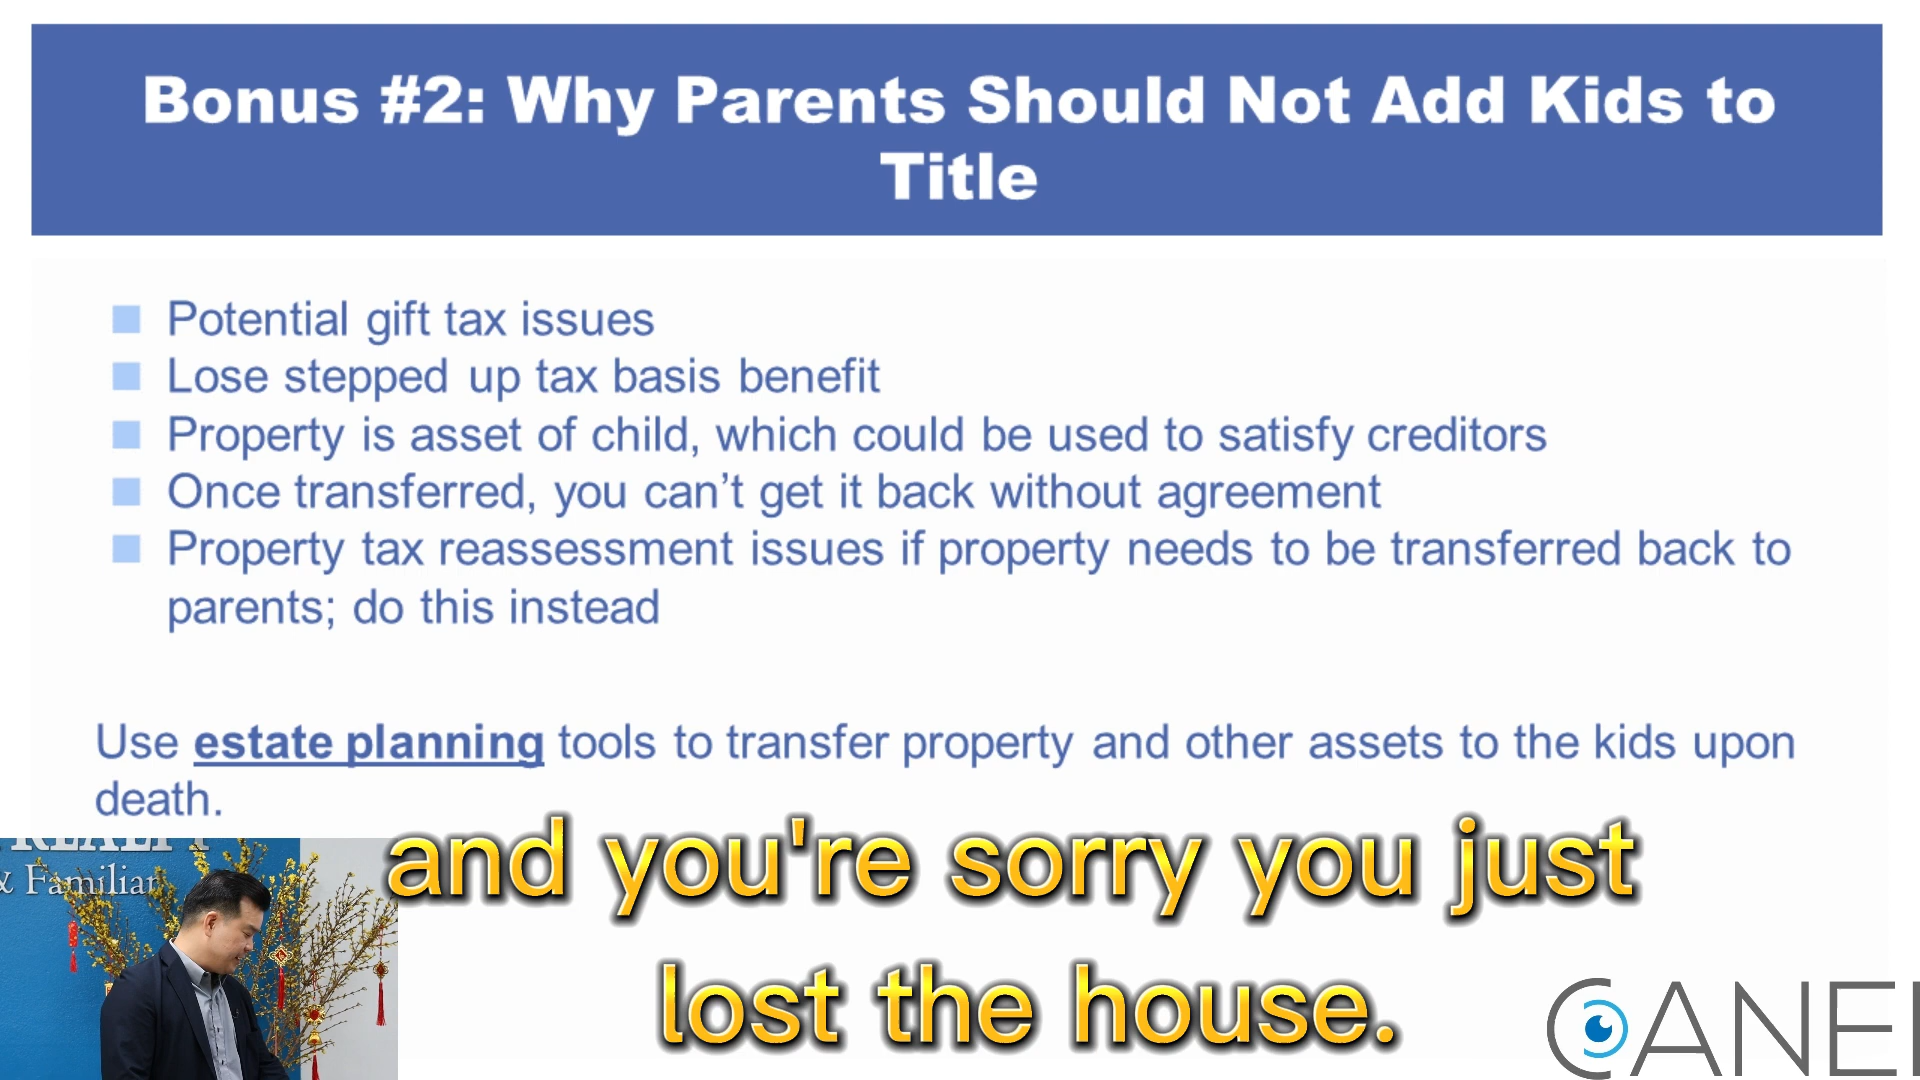 Bonus #2: Why Parents Should Not Add Kids to
Title
Potential gift tax issues
Lose stepped up tax basis benefit
Property is asset of child, which could be used to satisfy creditors
Once transferred, you can’t get it back without agreement
Property tax reassessment issues if property needs to be transferred back to
parents; do this instead
Use estate planning tools to transfer property and other assets to the kids upon
death.
& Familiar
and you're sorry you just
lost the house.
CANEI